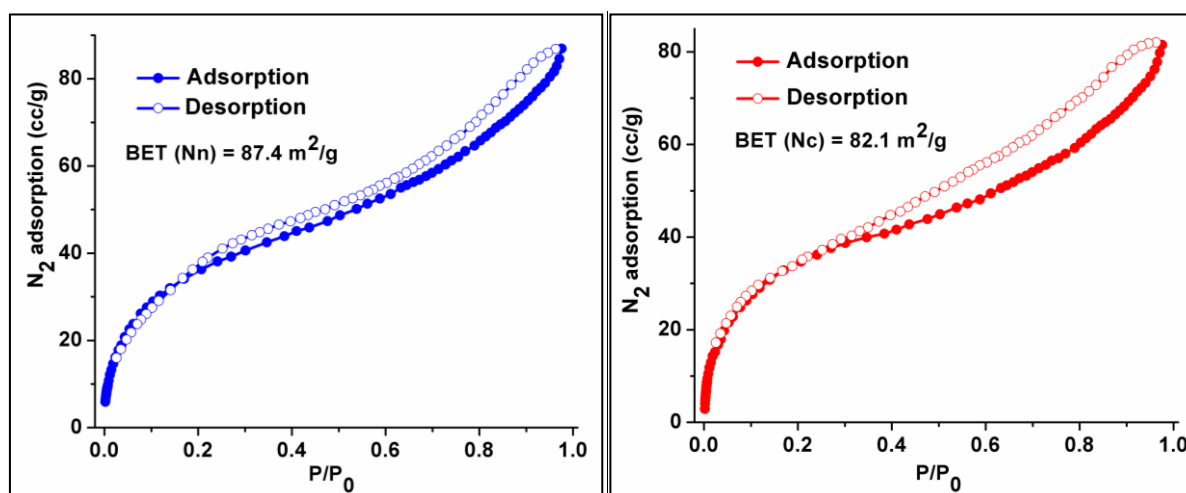 Adsorption
Desorption
BET (Nn) = 87.4 m²/g
N₂ adsorption (cc/g)
80
60
40
20
0
0.0 0.2 0.4 0.6 0.8 1.0
P/P₀
Adsorption
Desorption
BET (Nc) = 82.1 m²/g
N₂ adsorption (cc/g)
80
60
40
20
0
0.0 0.2 0.4 0.6 0.8 1.0
P/P₀